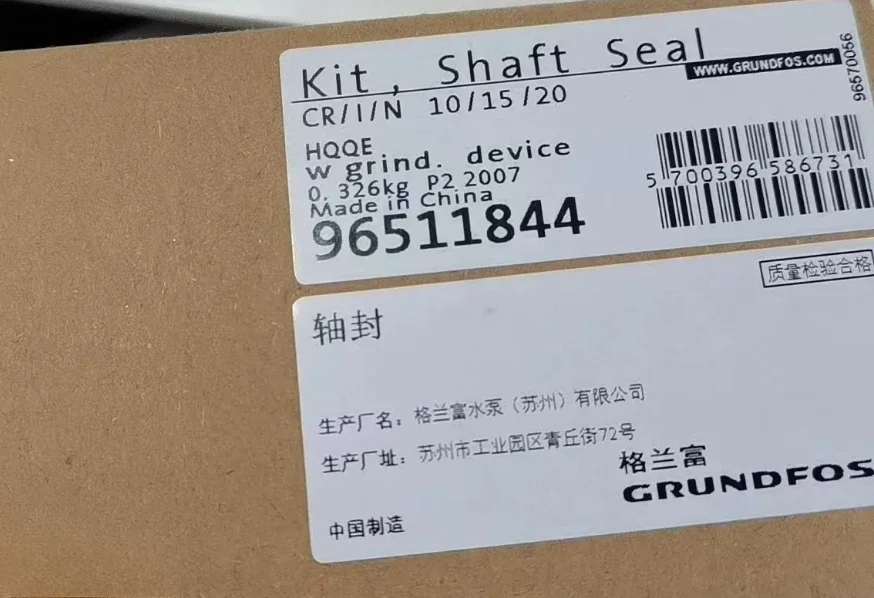 Kit, Shaft Seal
WWW.GRUNDFOS.COM
96570056
CR/I/N 10/15/20
HQQE
w grind. device
0.326kg P2 2007
Made in China
96511844
5 700396 586731
质量检验合格
轴封
生产厂名：格兰富水泵（苏州）有限公司
生产厂址：苏州市工业园区青丘街72号
格兰富
GRUNDFOS
中国制造